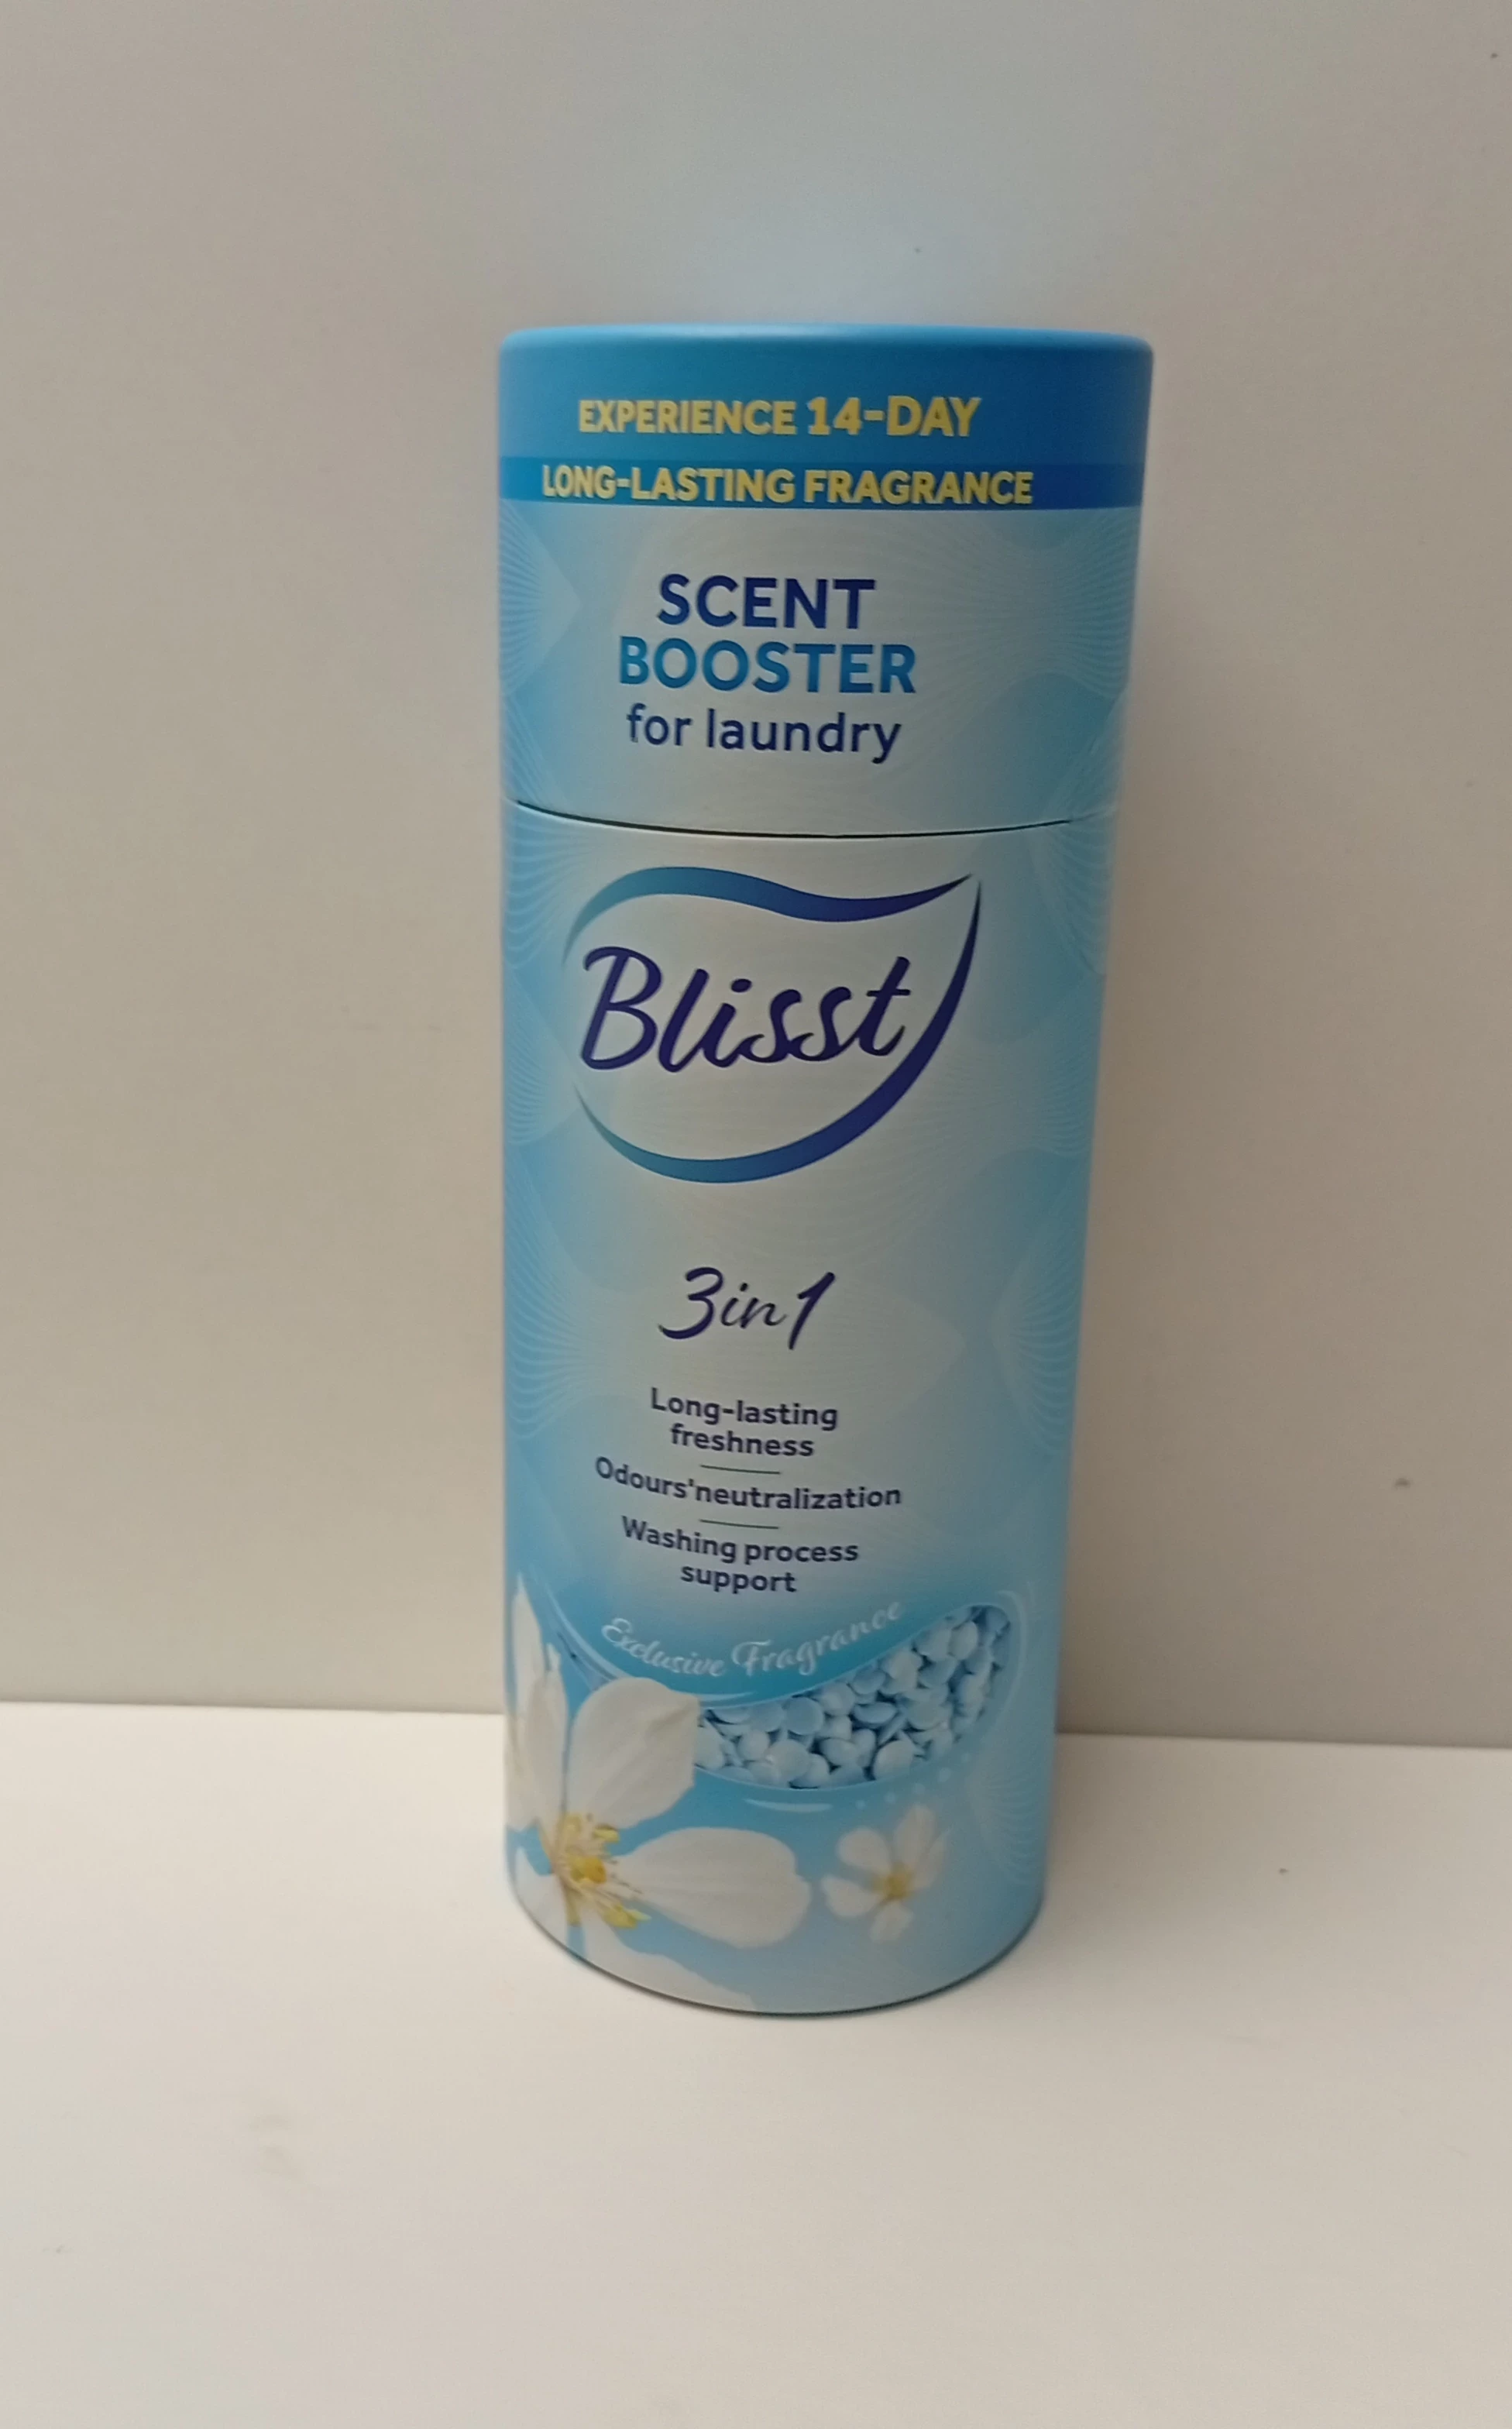 EXPERIENCE 14-DAY
LONG-LASTING FRAGRANCE
SCENT
BOOSTER
for laundry
Blisst
3in1
Long-lasting
freshness
Odours'neutralization
Washing process
support
Exclusive Fragrance